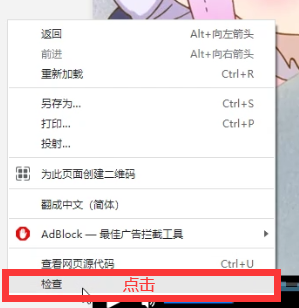 返回 Alt+向左箭头
前进 Alt+向右箭头
重新加载 Ctrl+R
另存为... Ctrl+S
打印... Ctrl+P
投射...
为此页面创建二维码
翻成中文（简体）
AdBlock — 最佳广告拦截工具
查看网页源代码 Ctrl+U
检查 点击